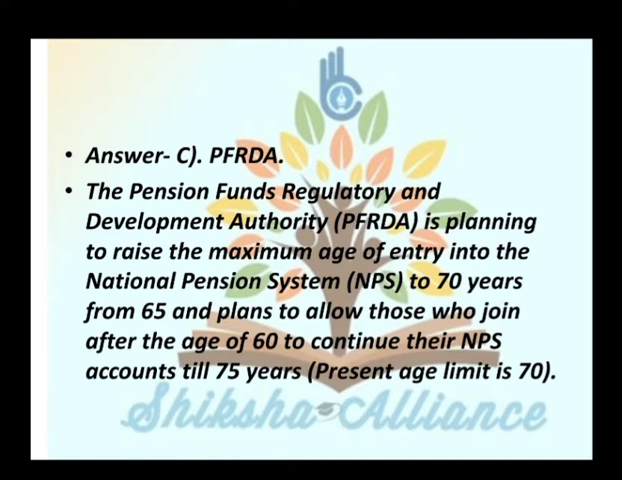 • Answer- C). PFRDA.
• The Pension Funds Regulatory and
Development Authority (PFRDA) is planning
to raise the maximum age of entry into the
National Pension System (NPS) to 70 years
from 65 and plans to allow those who join
after the age of 60 to continue their NPS
accounts till 75 years (Present age limit is 70).
Shiksha Alliance